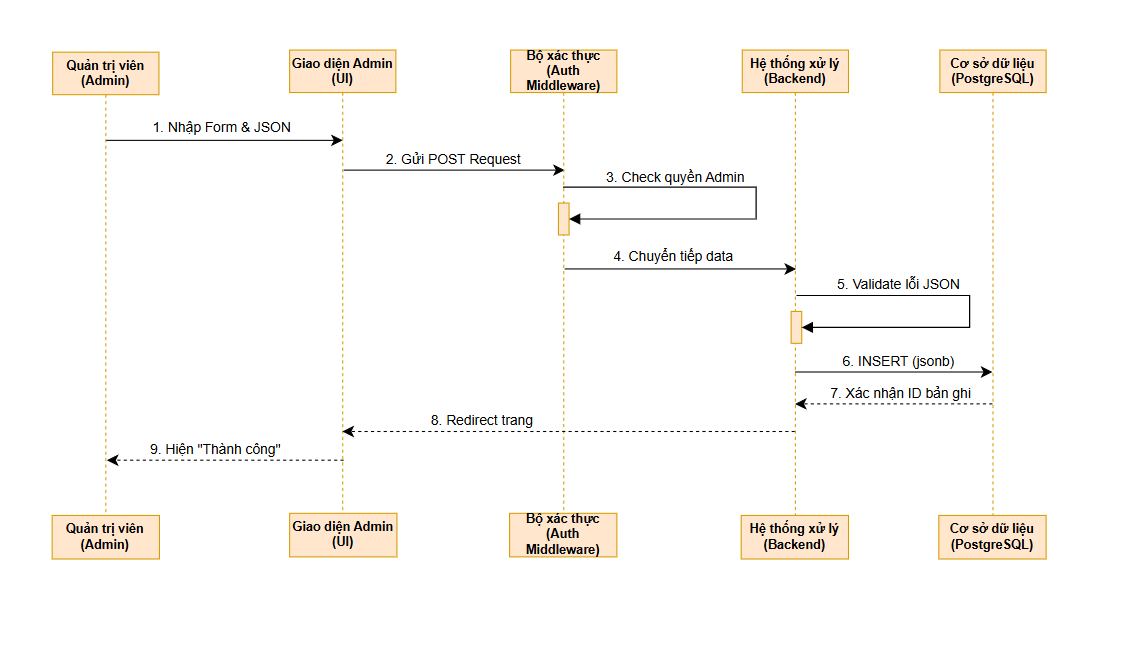 Quản trị viên
(Admin)
Giao diện Admin
(UI)
Bộ xác thực
(Auth
Middleware)
Hệ thống xử lý
(Backend)
Cơ sở dữ liệu
(PostgreSQL)
1. Nhập Form & JSON
2. Gửi POST Request
3. Check quyền Admin
4. Chuyển tiếp data
5. Validate lỗi JSON
6. INSERT (jsonb)
7. Xác nhận ID bản ghi
8. Redirect trang
9. Hiện "Thành công"
Quản trị viên
(Admin)
Giao diện Admin
(UI)
Bộ xác thực
(Auth
Middleware)
Hệ thống xử lý
(Backend)
Cơ sở dữ liệu
(PostgreSQL)